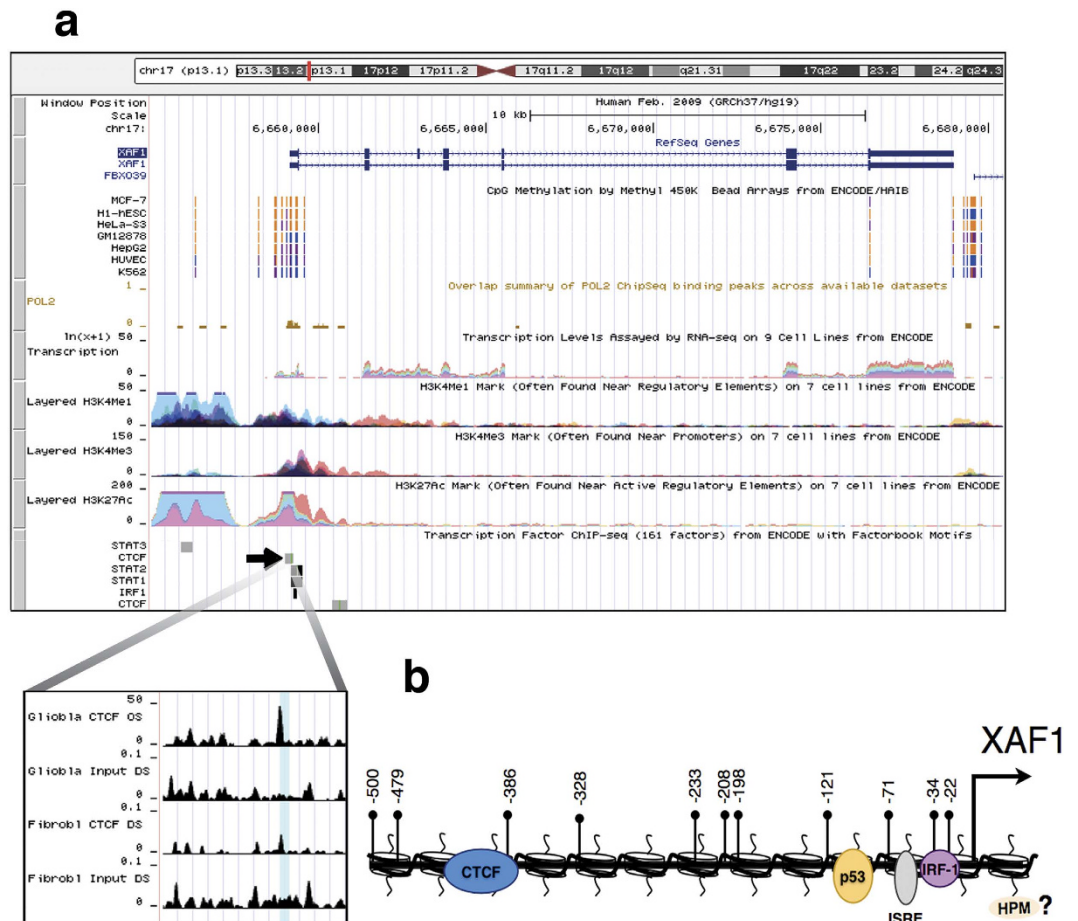 a
chr17 (p13.1) p13.3 13.2 p13.1 17p12 17p11.2 17q11.2 17q12 q21.31 17q22 23.2 24.2 q24.3
Window Position Human Feb. 2009 (GRCh37/hg19)
Scale 10 kb
chr17: 6,660,000 6,665,000 6,670,000 6,675,000 6,680,000
RefSeq Genes
XAF1
XAF1
FBXO39
CpG Methylation by Methyl 450K Bead Arrays from ENCODE/HAIB
MCF-7
H1-hESC
HeLa-S3
GM12878
HepG2
HUVEC
K562
1
Overlap summary of POL2 ChipSeq binding peaks across available datasets
POL2
0
ln(x+1) 50
Transcription Levels Assayed by RNA-seq on 9 Cell Lines from ENCODE
Transcription
0
H3K4Me1 Mark (Often Found Near Regulatory Elements) on 7 cell lines from ENCODE
50
Layered H3K4Me1
0
H3K4Me3 Mark (Often Found Near Promoters) on 7 cell lines from ENCODE
150
Layered H3K4Me3
0
H3K27Ac Mark (Often Found Near Active Regulatory Elements) on 7 cell lines from ENCODE
200
Layered H3K27Ac
0
Transcription Factor ChIP-seq (161 factors) from ENCODE with Factorbook Motifs
STAT3
CTCF
STAT2
STAT1
IRF1
CTCF
50
Gliobla CTCF OS
0
0.1
Gliobla Input DS
0
0.1
Fibrobl CTCF DS
0
0.1
Fibrobl Input DS
0
b
XAF1
-500 -479 -386 -328 -233 -208 -198 -121 -71 -34 -22
CTCF p53 IRF-1
ISRE
HPM ?